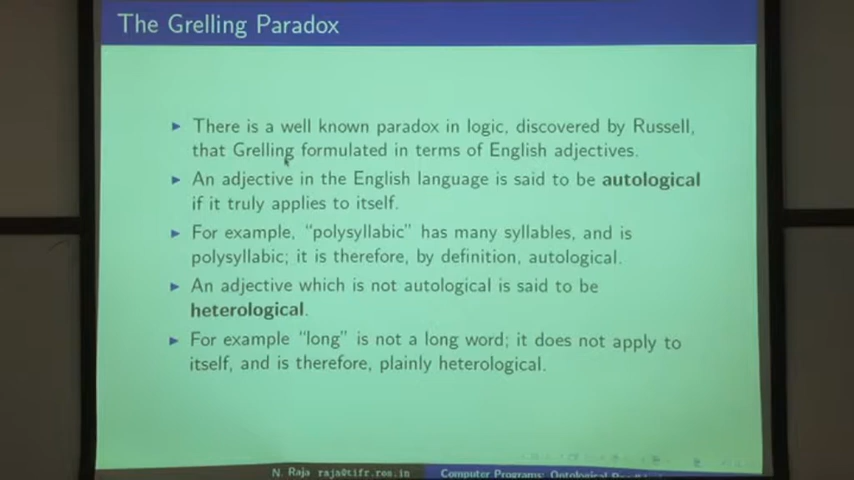 The Grelling Paradox
There is a well known paradox in logic, discovered by Russell,
that Grelling formulated in terms of English adjectives.
An adjective in the English language is said to be autological
if it truly applies to itself.
For example, "polysyllabic" has many syllables, and is
polysyllabic; it is therefore, by definition, autological.
An adjective which is not autological is said to be
heterological.
For example "long" is not a long word; it does not apply to
itself, and is therefore, plainly heterological.
N. Raja raja@tifr.res.in Computer Programs: Ontological